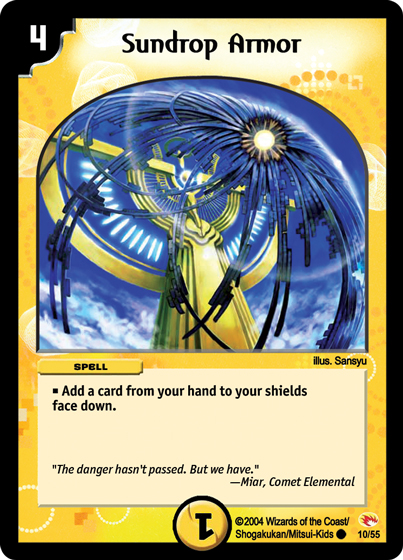 4
Sundrop Armor
illus. Sansyu
SPELL
▪ Add a card from your hand to your shields
face down.
"The danger hasn't passed. But we have."
—Miar, Comet Elemental
1
©2004 Wizards of the Coast/
Shogakukan/Mitsui-Kids ● 10/55